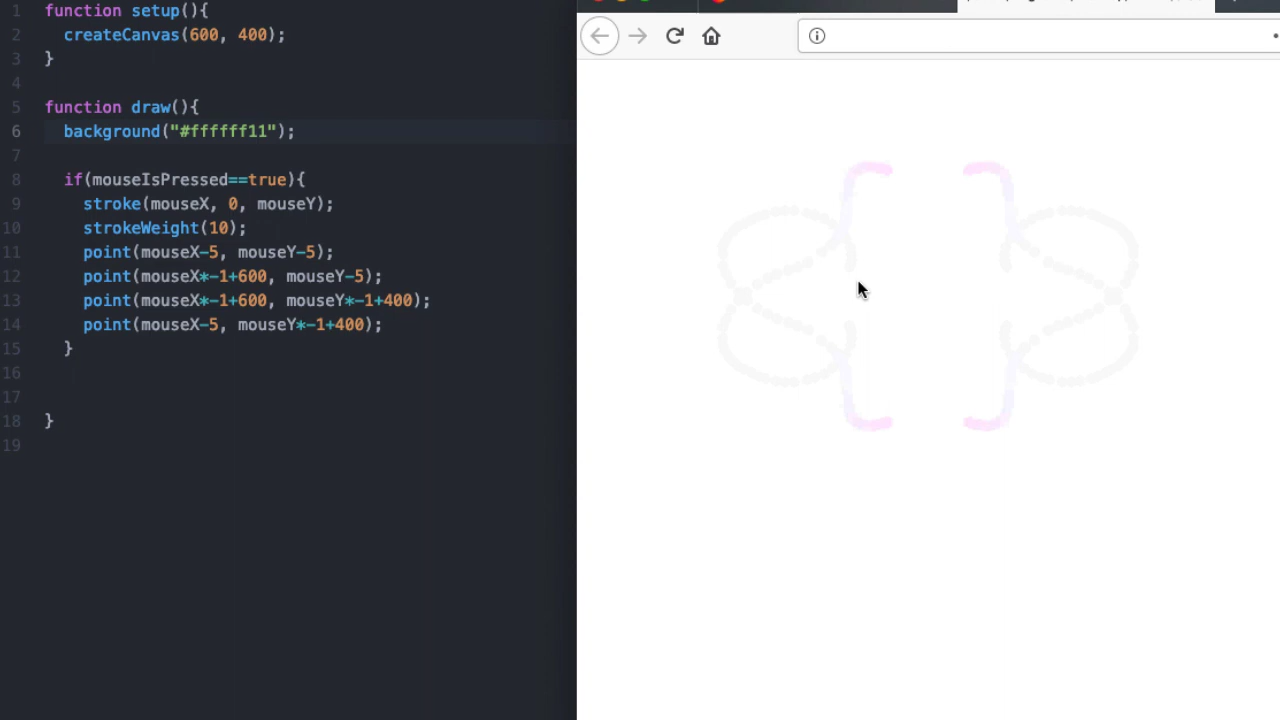 1 function setup(){
2 createCanvas(600, 400);
3 }
4
5 function draw(){
6 background("#ffffff11");
7
8 if(mouseIsPressed==true){
9 stroke(mouseX, 0, mouseY);
10 strokeWeight(10);
11 point(mouseX-5, mouseY-5);
12 point(mouseX*-1+600, mouseY-5);
13 point(mouseX*-1+600, mouseY*-1+400);
14 point(mouseX-5, mouseY*-1+400);
15 }
16
17
18 }
19